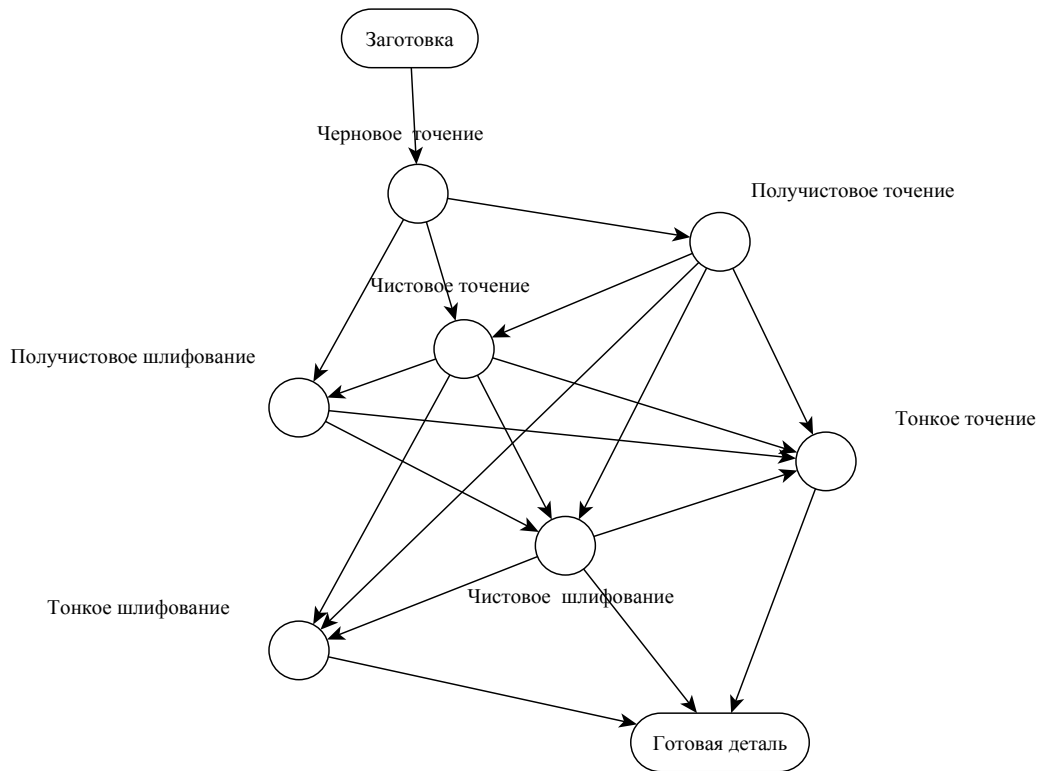 Заготовка
Черновое точение
Получистовое точение
Чистовое точение
Получистовое шлифование
Тонкое точение
Чистовое шлифование
Тонкое шлифование
Готовая деталь